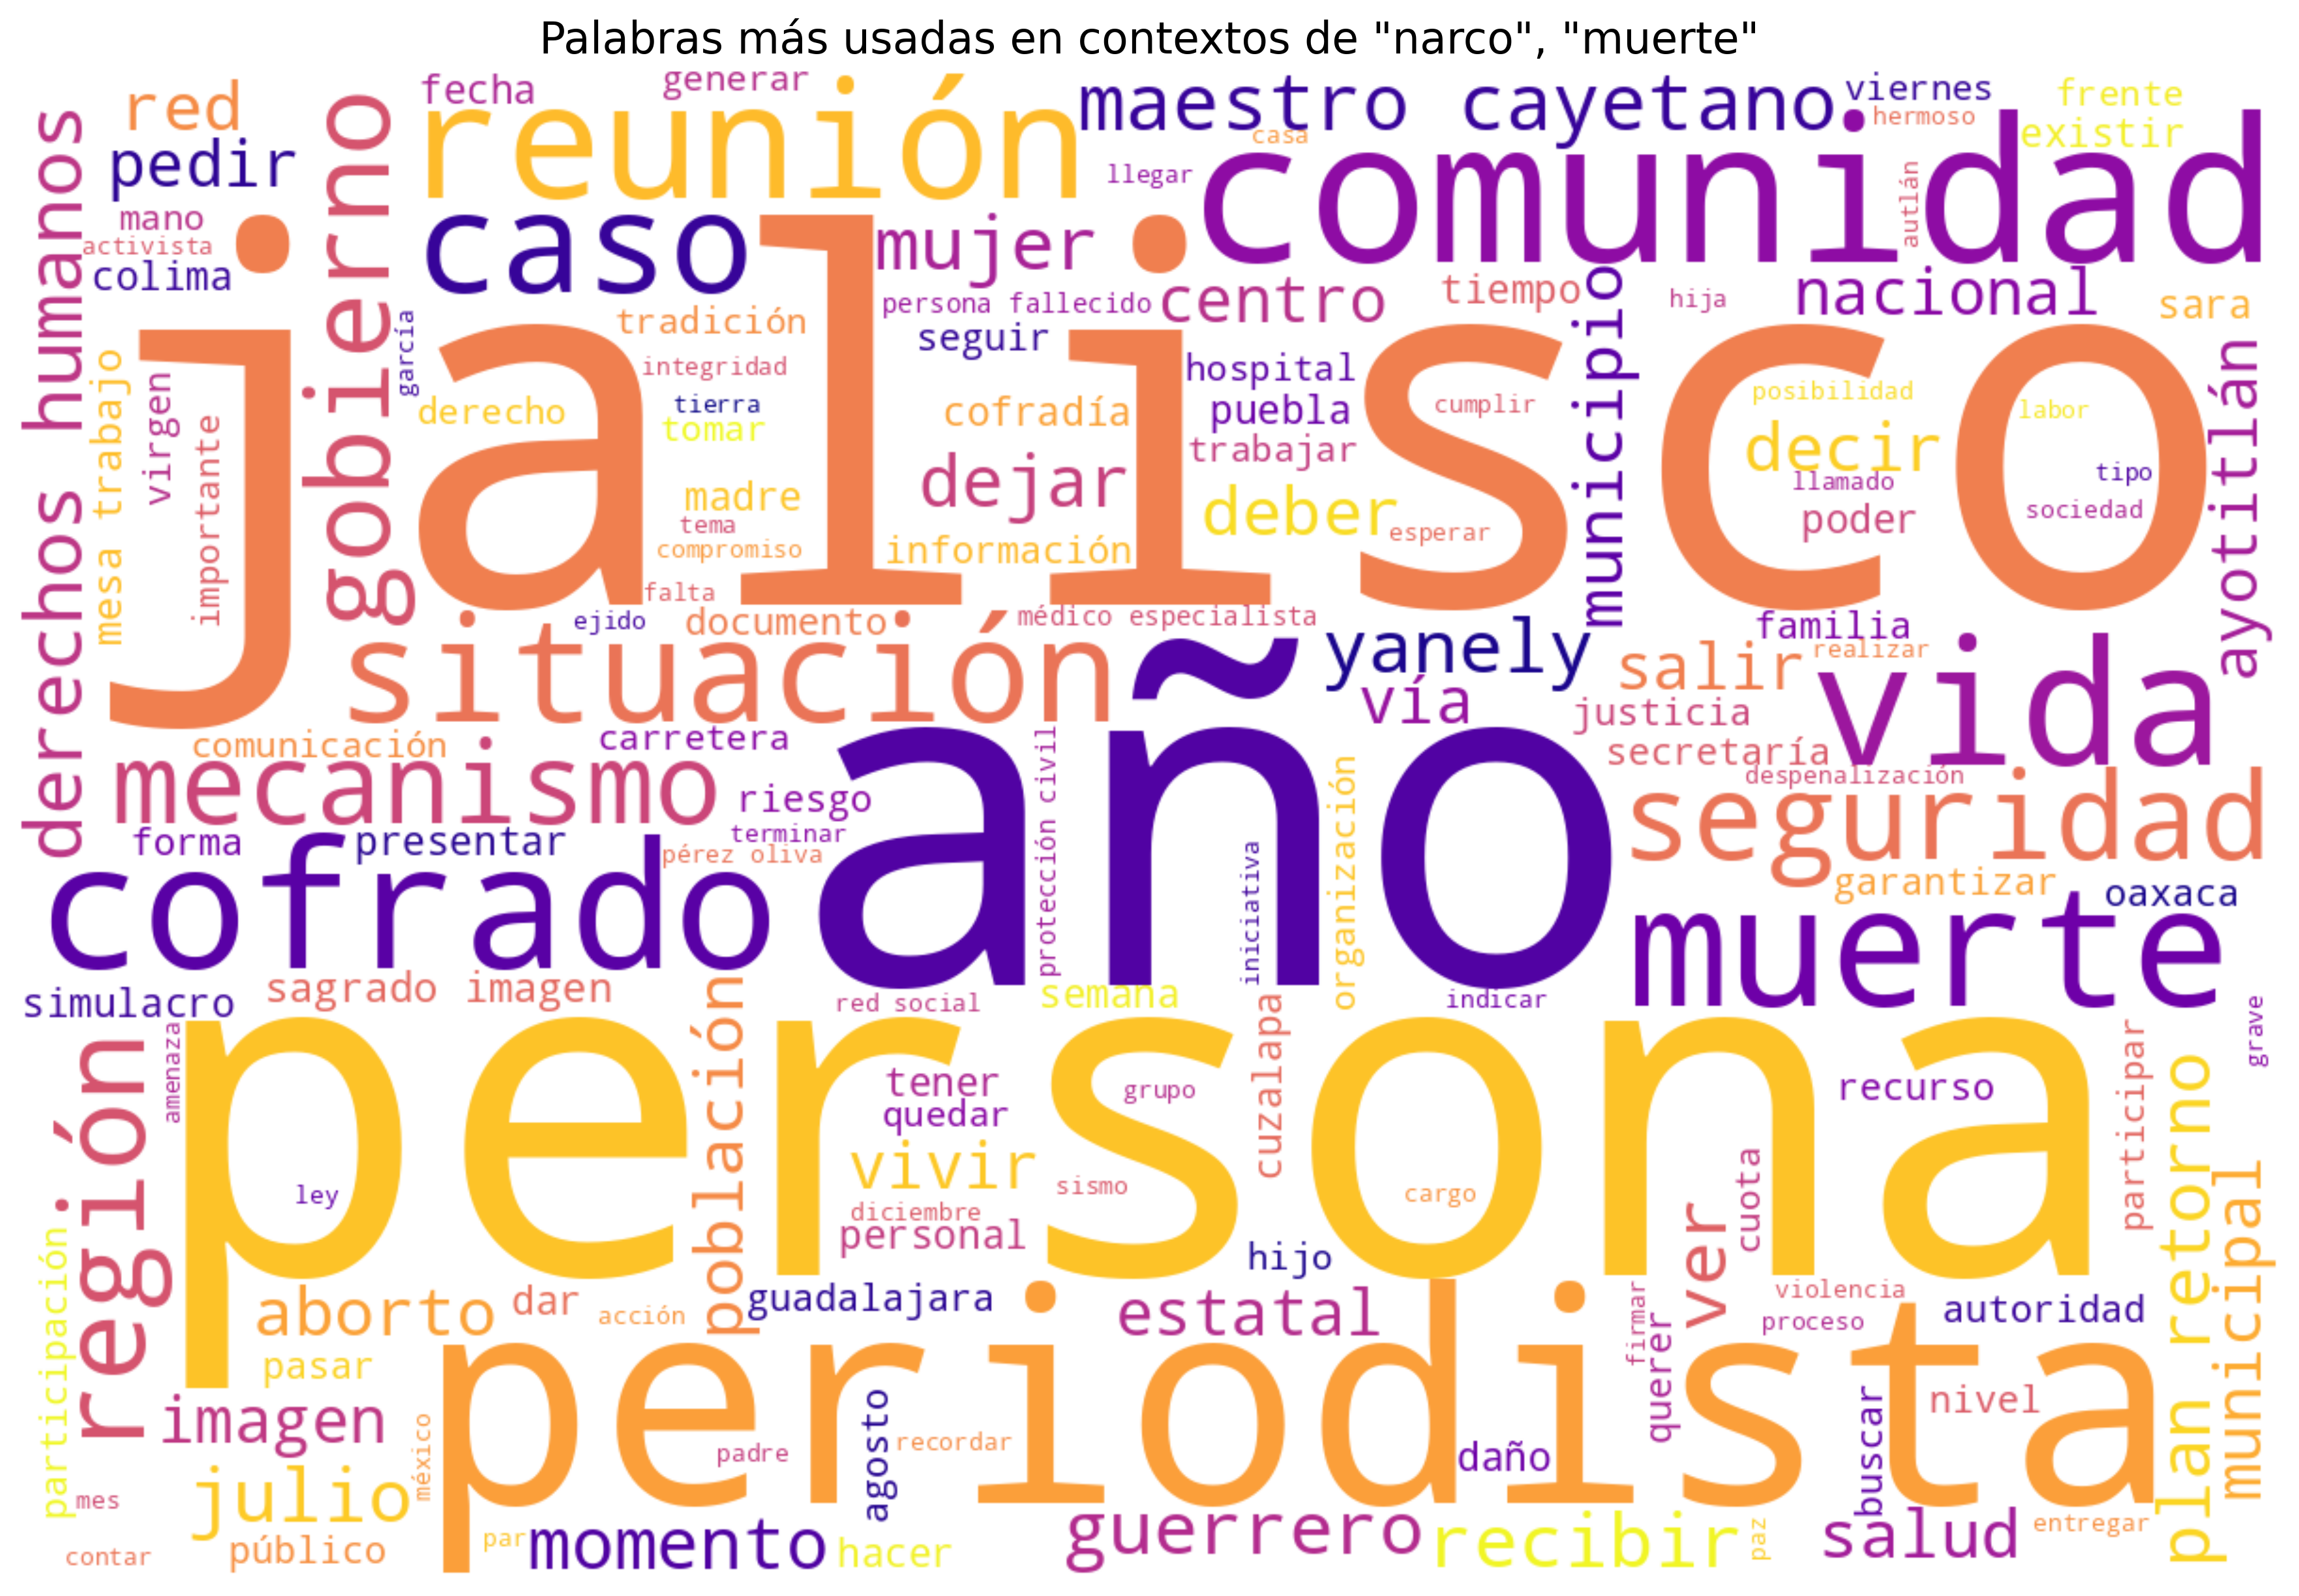 Palabras más usadas en contextos de "narco", "muerte"
derechos humanos
red
pedir
mano
activista
colima
gobierno
fecha
generar
reunión
maestro cayetano
viernes
hermoso
frente
existir
casa
llegar
comunidad
autlán
caso
mujer
persona fallecido
centro
tiempo
hija
nacional
sara
jalisco
garcía
tradición
integridad
derecho
tierra
tomar
seguir
cofradía
hospital
puebla
trabajar
cumplir
municipio
posibilidad
labor
decir
llamado
tipo
poder
sociedad
ayotitlán
mesa trabajo
virgen
importante
madre
tema
compromiso
dejar
información
deber
esperar
falta
ejido
documento
médico especialista
situación
yanely
vía
salir
familia
realizar
vida
justicia
secretaría
despenalización
comunicación
carretera
mecanismo
riesgo
forma
presentar
terminar
pérez oliva
año
protección civil
iniciativa
organización
seguridad
garantizar
oaxaca
cofrado
muerte
simulacro
sagrado imagen
red social
semana
indicar
grave
región
amenaza
persona
población
tener
quedar
grupo
cuzalapa
recurso
participar
plan retorno
ley
vivir
sismo
cargo
cuota
diciembre
personal
hijo
ver
municipal
participación
aborto
dar
acción
guadalajara
estatal
firmar
querer
violencia
proceso
autoridad
pasar
periodista
imagen
méxico
padre
agosto
recordar
daño
buscar
nivel
julio
mes
público
contar
par
momento
hacer
guerrero
recibir
paz
salud
entregar